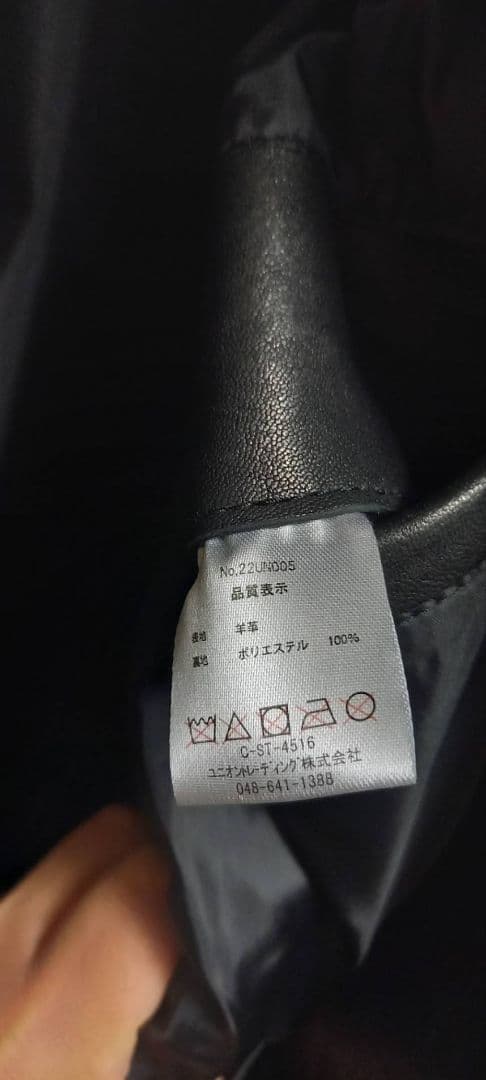 No.22UN005
品質表示
表地 羊革
裏地 ポリエステル 100%
C-ST-4516
ユニオントレーディング株式会社
048-641-1388